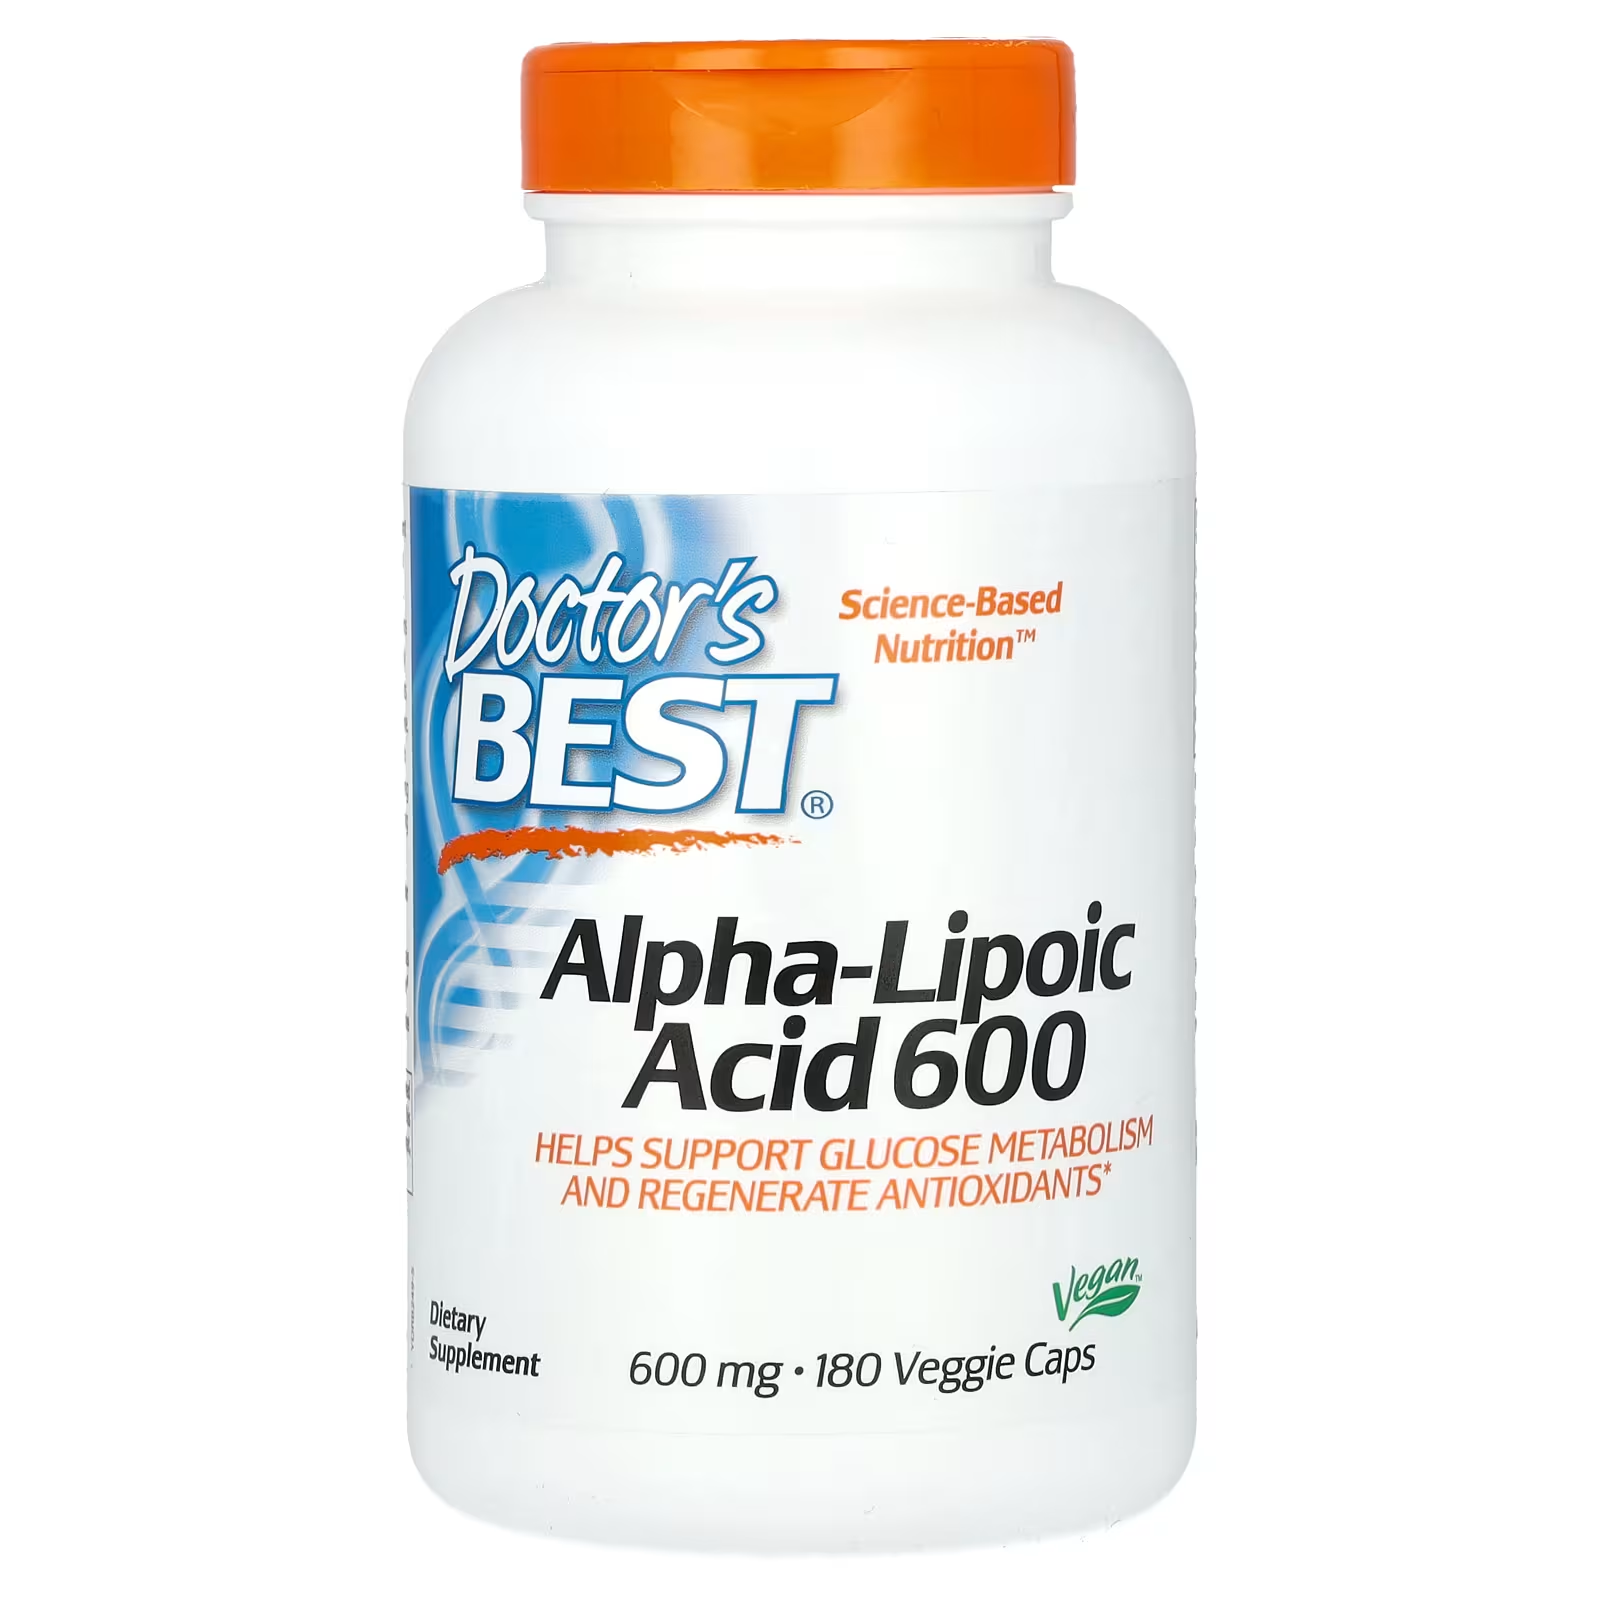 Doctor's
BEST®
Science-Based
Nutrition™
Alpha-Lipoic
Acid 600
HELPS SUPPORT GLUCOSE METABOLISM
AND REGENERATE ANTIOXIDANTS*
Vegan™
Dietary
Supplement
600 mg • 180 Veggie Caps